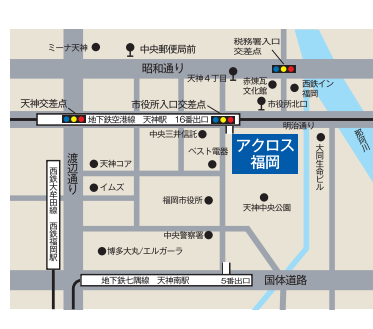 税務署入口
交差点
ミーナ天神
中央郵便局前
昭和通り
天神4丁目
赤煉瓦
文化館
西鉄イン
福岡
天神交差点
市役所入口交差点
市役所北口
地下鉄空港線 天神駅 16番出口
明治通り
那珂川
中央三井信託
ベスト電器
アクロス
福岡
大同生命ビル
渡辺通り
天神コア
西鉄大牟田線 西鉄福岡駅
イムズ
福岡市役所
天神中央公園
中央警察署
博多大丸/エルガーラ
地下鉄七隈線 天神南駅
5番出口
国体道路